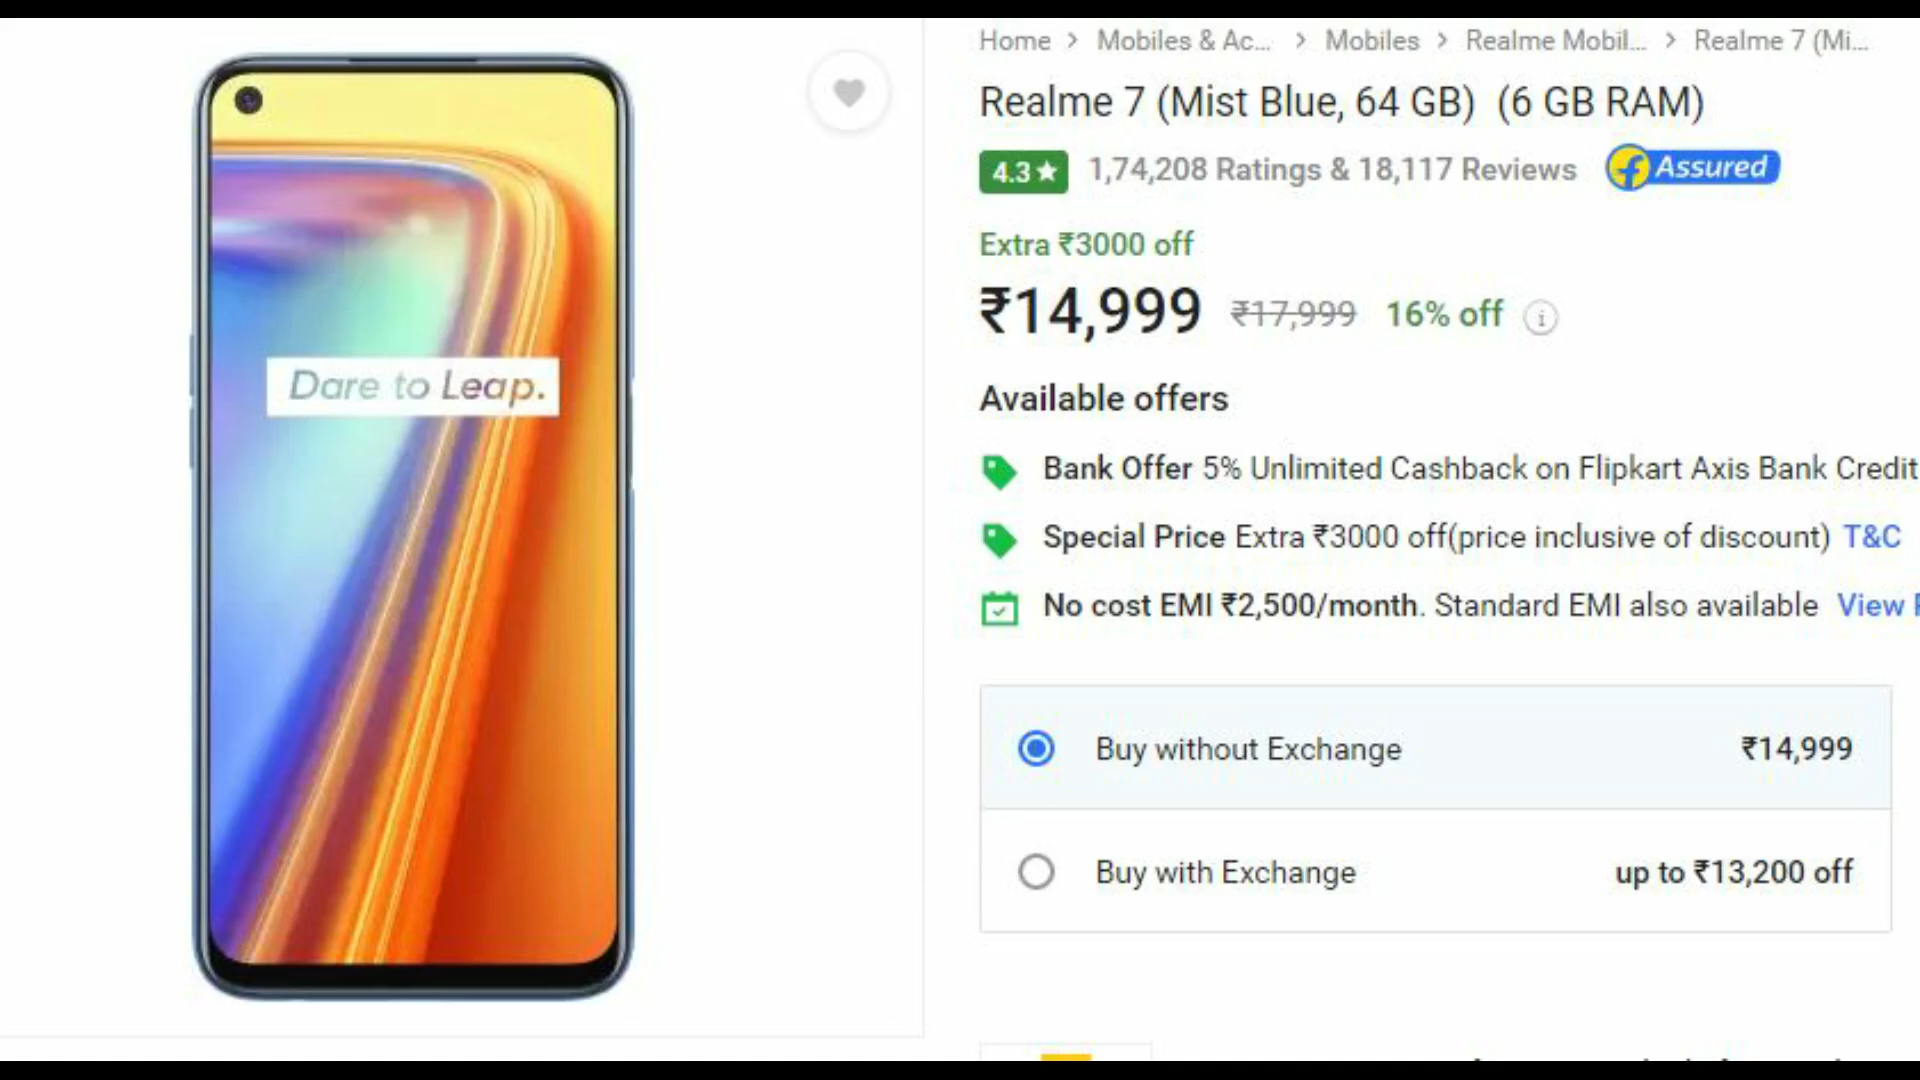 Home > Mobiles & Ac... > Mobiles > Realme Mobil... > Realme 7 (Mi...
Realme 7 (Mist Blue, 64 GB) (6 GB RAM)
4.3★ 1,74,208 Ratings & 18,117 Reviews f Assured
Extra ₹3000 off
₹14,999 ₹17,999 16% off i
Available offers
Bank Offer 5% Unlimited Cashback on Flipkart Axis Bank Credit
Special Price Extra ₹3000 off(price inclusive of discount) T&C
No cost EMI ₹2,500/month. Standard EMI also available View
Buy without Exchange ₹14,999
Buy with Exchange up to ₹13,200 off
Dare to Leap.